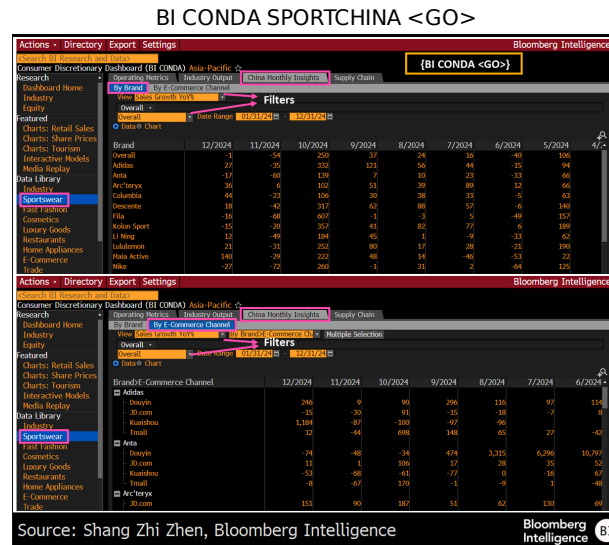 BI CONDA SPORTCHINA <GO>
Actions Directory Export Settings Bloomberg Intelligence
<Search BI Research and Data>
Consumer Discretionary Dashboard (BI CONDA) Asia-Pacific
{BI CONDA <GO>}
Research Operating Metrics Industry Output China Monthly Insights Supply Chain
Dashboard Home By Brand By E-Commerce Channel
Industry View Sales Growth YoY% Filters
Equity Overall
Featured Overall Date Range 01/31/24 - 12/31/24
Charts: Retail Sales Data Chart
Charts: Share Prices
Charts: Tourism Brand 12/2024 11/2024 10/2024 9/2024 8/2024 7/2024 6/2024 5/2024 4/
Interactive Models Overall -1 -54 250 37 24 16 -40 106
Media Replay Adidas 27 -35 332 121 56 44 -15 94
Data Library Anta -17 -60 139 7 10 23 -33 66
Industry Arc'teryx 36 6 102 51 39 89 12 66
Sportswear Columbia 44 -23 106 30 38 33 -5 63
Fast Fashion Descente 18 -42 317 62 88 57 -6 140
Cosmetics Fila -16 -68 607 -1 -3 5 -49 157
Luxury Goods Kolon Sport -15 -20 357 41 82 77 6 189
Restaurants Li Ning 12 -49 184 45 1 -9 -33 62
Home Appliances Lululemon 21 -31 252 80 17 28 -21 190
E-Commerce Maia Active 140 -29 222 48 14 -46 -53 22
Trade Nike -27 -72 260 -1 31 2 -64 125
Actions Directory Export Settings Bloomberg Intelligence
<Search BI Research and Data>
Consumer Discretionary Dashboard (BI CONDA) Asia-Pacific
Research Operating Metrics Industry Output China Monthly Insights Supply Chain
Dashboard Home By Brand By E-Commerce Channel
Industry View Sales Growth YoY% By Brand>E-Commerce Ch Multiple Selection
Equity Overall Filters
Featured Overall Date Range 01/31/24 - 12/31/24
Charts: Retail Sales Data Chart
Charts: Share Prices
Charts: Tourism Brand>E-Commerce Channel 12/2024 11/2024 10/2024 9/2024 8/2024 7/2024 6/2024
Interactive Models Adidas
Media Replay Douyin 246 9 90 296 116 97 114
Data Library JD.com -15 -30 91 -15 -18 -7 8
Industry Kuaishou 1,184 -87 -100 -97 -96
Sportswear Tmall 12 -44 698 148 65 27 -42
Fast Fashion Anta
Cosmetics Douyin -74 -48 -34 474 3,315 6,296 10,797
Luxury Goods JD.com 11 1 106 17 28 35 52
Restaurants Kuaishou -53 -68 -61 -77 0 -16 67
Home Appliances Tmall -8 -67 170 -1 -9 1 -48
E-Commerce Arc'teryx
Trade JD.com 151 90 187 51 62 130 69
Source: Shang Zhi Zhen, Bloomberg Intelligence
Bloomberg Intelligence BI